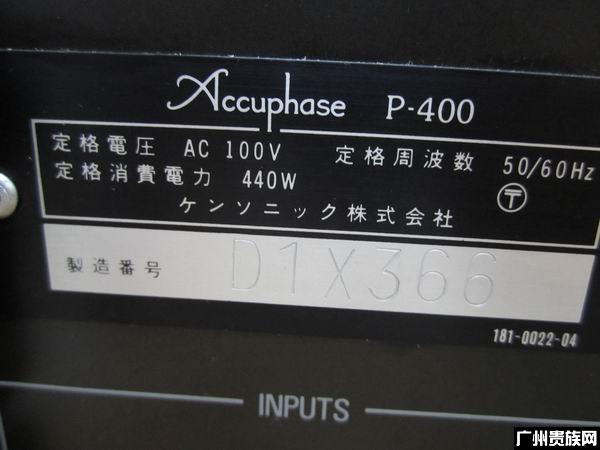 Accuphase P-400
定格電圧 AC 100V 定格周波数 50/60Hz
定格消費電力 440W 〒
ケンソニック株式会社
製造番号 D1X366
181-0022-04
INPUTS
广州贵族网